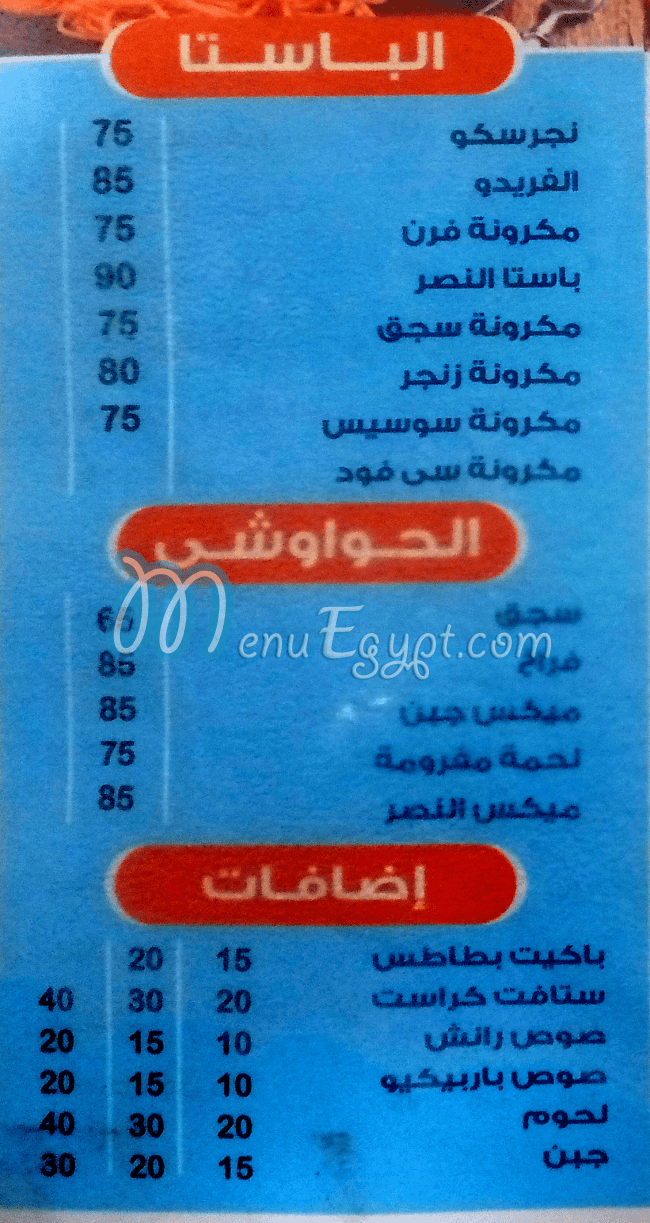 الباستا
نجرسكو 75
الفريدو 85
مكرونة فرن 75
باستا النصر 90
مكرونة سجق 75
مكرونة زنجر 80
مكرونة سوسيس 75
مكرونة سى فود
الحواوشى
سجق
MenuEgypt.com
فراخ 85
ميكس جبن 85
لحمة مفرومة 75
ميكس النصر 85
إضافات
باكيت بطاطس 15 20
ستافت كراست 20 30 40
صوص رانش 10 15 20
صوص باربيكيو 10 15 20
لحوم 20 30 40
جبن 15 20 30